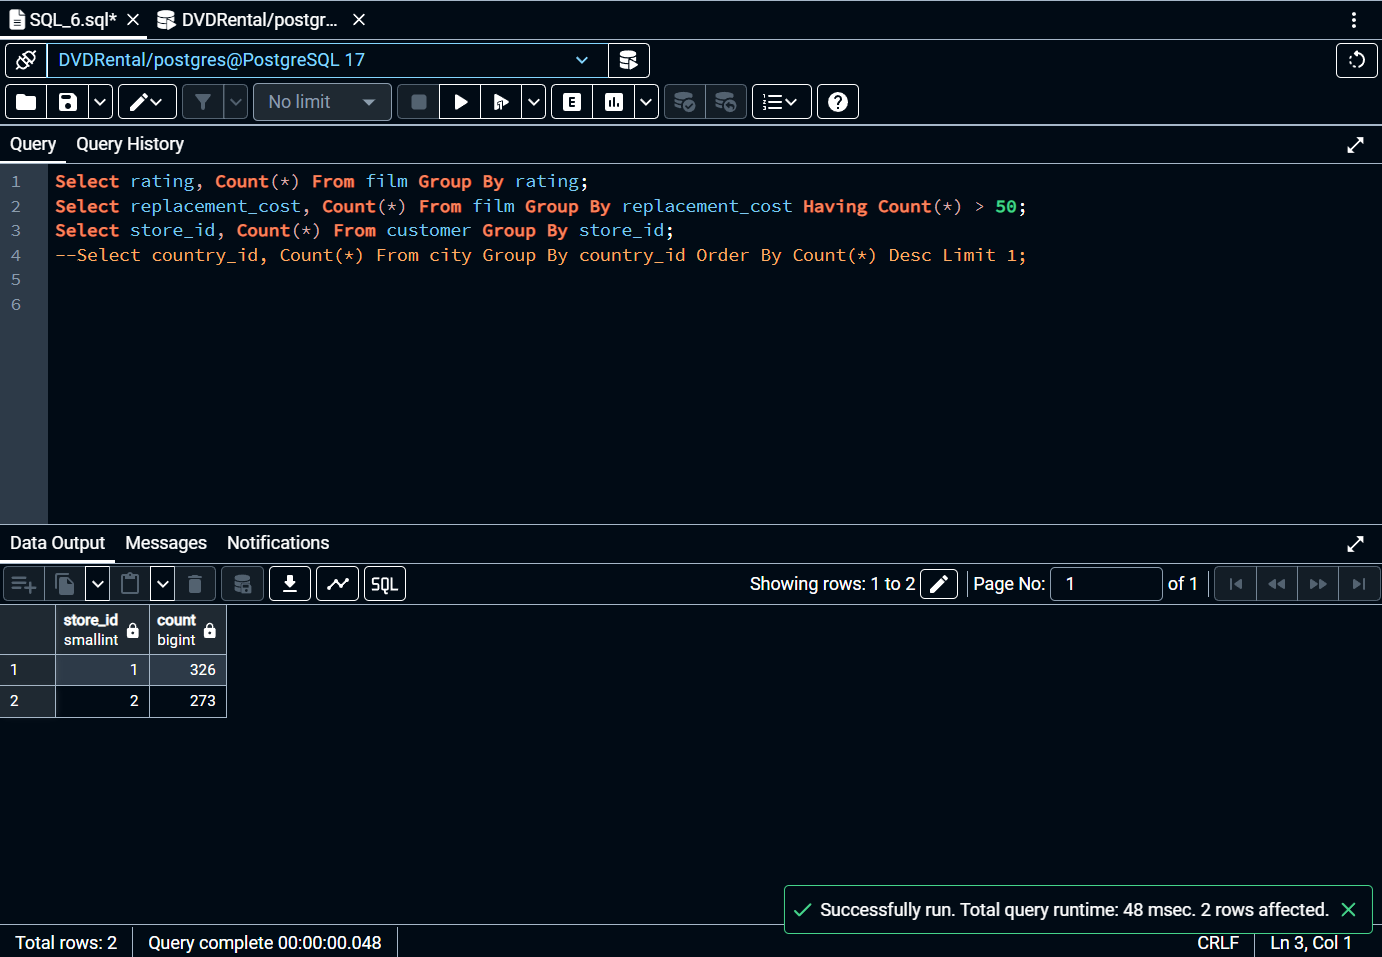 SQL_6.sql* DVDRental/postgr...
DVDRental/postgres@PostgreSQL 17
No limit
Query Query History
1 Select rating, Count(*) From film Group By rating;
2 Select replacement_cost, Count(*) From film Group By replacement_cost Having Count(*) > 50;
3 Select store_id, Count(*) From customer Group By store_id;
4 --Select country_id, Count(*) From city Group By country_id Order By Count(*) Desc Limit 1;
5
6
Data Output Messages Notifications
SQL Showing rows: 1 to 2 Page No: 1 of 1
store_id count
smallint bigint
1 1 326
2 2 273
Successfully run. Total query runtime: 48 msec. 2 rows affected.
Total rows: 2 Query complete 00:00:00.048 CRLF Ln 3, Col 1